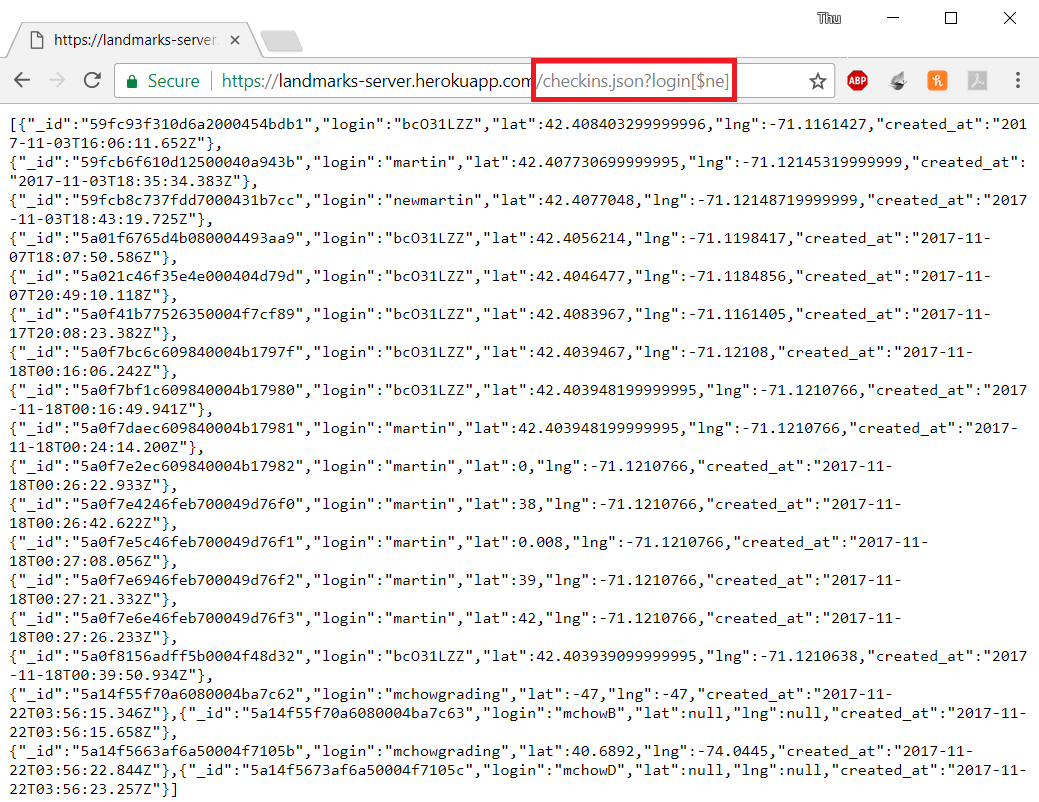 Thu
https://landmarks-server.
Secure https://landmarks-server.herokuapp.com/checkins.json?login[$ne]
ABP
[{"_id":"59fc93f310d6a2000454bdb1","login":"bcO31LZZ","lat":42.408403299999996,"lng":-71.1161427,"created_at":"2017
-11-03T16:06:11.652Z"},
{"_id":"59fcb6f610d12500040a943b","login":"martin","lat":42.407730699999995,"lng":-71.12145319999999,"created_at":
"2017-11-03T18:35:34.383Z"},
{"_id":"59fcb8c737fdd7000431b7cc","login":"newmartin","lat":42.4077048,"lng":-71.12148719999999,"created_at":"2017
-11-03T18:43:19.725Z"},
{"_id":"5a01f6765d4b080004493aa9","login":"bcO31LZZ","lat":42.4056214,"lng":-71.1198417,"created_at":"2017-11-
07T18:07:50.586Z"},
{"_id":"5a021c46f35e4e000404d79d","login":"bcO31LZZ","lat":42.4046477,"lng":-71.1184856,"created_at":"2017-11-
07T20:49:10.118Z"},
{"_id":"5a0f41b77526350004f7cf89","login":"bcO31LZZ","lat":42.4083967,"lng":-71.1161405,"created_at":"2017-11-
17T20:08:23.382Z"},
{"_id":"5a0f7bc6c609840004b1797f","login":"bcO31LZZ","lat":42.4039467,"lng":-71.12108,"created_at":"2017-11-
18T00:16:06.242Z"},
{"_id":"5a0f7bf1c609840004b17980","login":"bcO31LZZ","lat":42.403948199999995,"lng":-71.1210766,"created_at":"2017
-11-18T00:16:49.941Z"},
{"_id":"5a0f7daec609840004b17981","login":"martin","lat":42.403948199999995,"lng":-71.1210766,"created_at":"2017-
11-18T00:24:14.200Z"},
{"_id":"5a0f7e2ec609840004b17982","login":"martin","lat":0,"lng":-71.1210766,"created_at":"2017-11-
18T00:26:22.933Z"},
{"_id":"5a0f7e4246feb700049d76f0","login":"martin","lat":38,"lng":-71.1210766,"created_at":"2017-11-
18T00:26:42.622Z"},
{"_id":"5a0f7e5c46feb700049d76f1","login":"martin","lat":0.008,"lng":-71.1210766,"created_at":"2017-11-
18T00:27:08.056Z"},
{"_id":"5a0f7e6946feb700049d76f2","login":"martin","lat":39,"lng":-71.1210766,"created_at":"2017-11-
18T00:27:21.332Z"},
{"_id":"5a0f7e6e46feb700049d76f3","login":"martin","lat":42,"lng":-71.1210766,"created_at":"2017-11-
18T00:27:26.233Z"},
{"_id":"5a0f8156adff5b0004f48d32","login":"bcO31LZZ","lat":42.403939099999995,"lng":-71.1210638,"created_at":"2017
-11-18T00:39:50.934Z"},
{"_id":"5a14f55f70a6080004ba7c62","login":"mchowgrading","lat":-47,"lng":-47,"created_at":"2017-11-
22T03:56:15.346Z"},{"_id":"5a14f55f70a6080004ba7c63","login":"mchowB","lat":null,"lng":null,"created_at":"2017-11-
22T03:56:15.658Z"},
{"_id":"5a14f5663af6a50004f7105b","login":"mchowgrading","lat":40.6892,"lng":-74.0445,"created_at":"2017-11-
22T03:56:22.844Z"},{"_id":"5a14f5673af6a50004f7105c","login":"mchowD","lat":null,"lng":null,"created_at":"2017-11-
22T03:56:23.257Z"}]